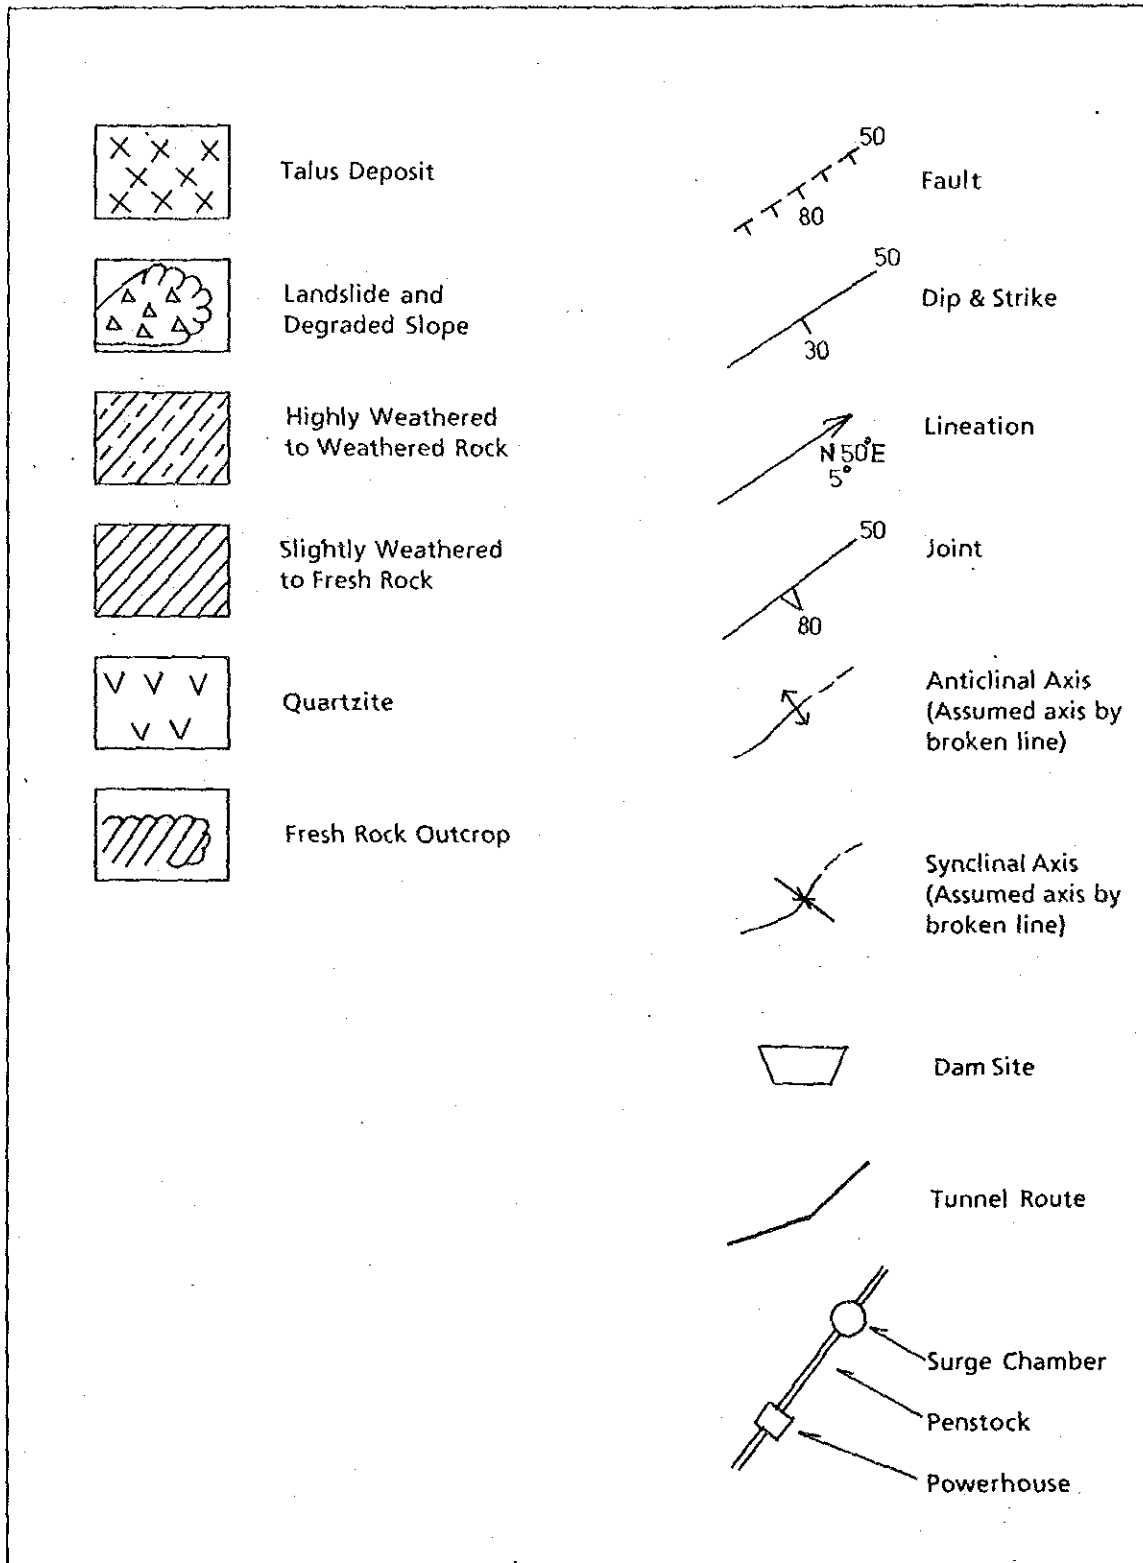 Talus Deposit
Landslide and
Degraded Slope
Highly Weathered
to Weathered Rock
Slightly Weathered
to Fresh Rock
Quartzite
Fresh Rock Outcrop
50
80
Fault
50
30
Dip & Strike
N 50°E
5°
Lineation
50
80
Joint
Anticlinal Axis
(Assumed axis by
broken line)
Synclinal Axis
(Assumed axis by
broken line)
Dam Site
Tunnel Route
Surge Chamber
Penstock
Powerhouse